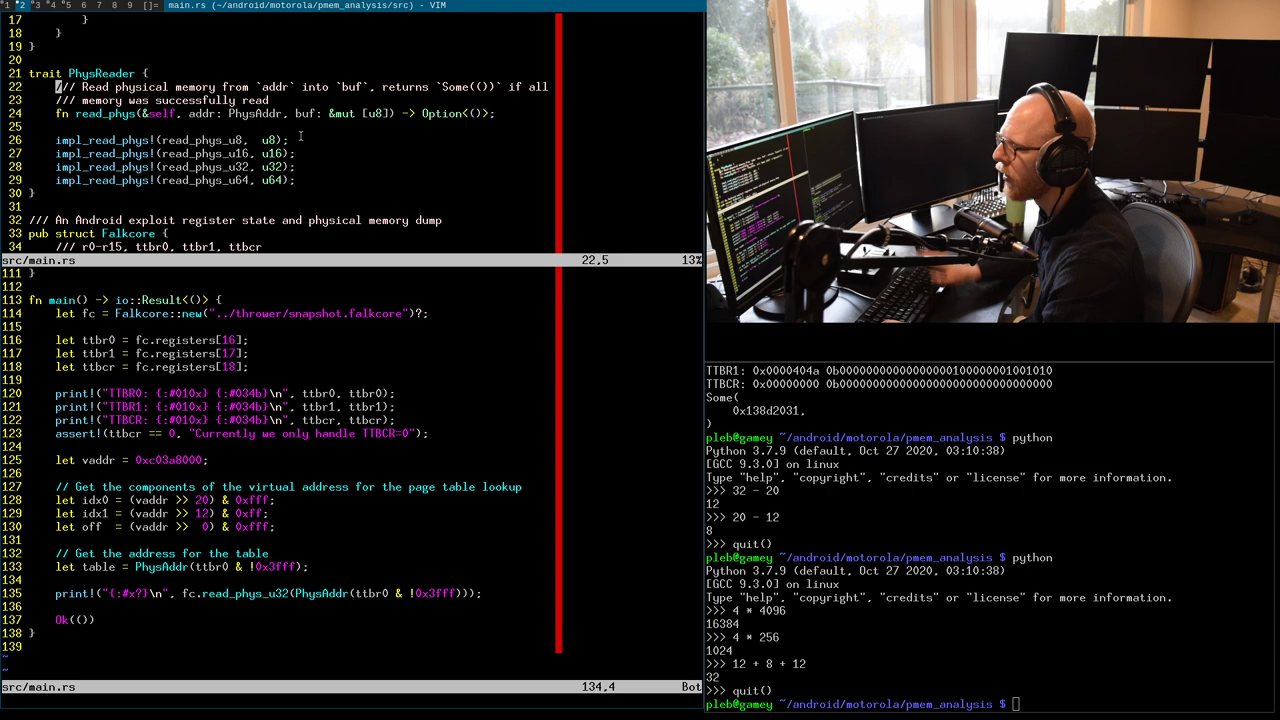 1 2 3 4 5 6 7 8 9 []= main.rs (~/android/motorola/pmem_analysis/src) - VIM
17         }
18     }
19 }
20
21 trait PhysReader {
22     /// Read physical memory from `addr` into `buf`, returns `Some(())` if all
23     /// memory was successfully read
24     fn read_phys(&self, addr: PhysAddr, buf: &mut [u8]) -> Option<()>;
25
26     impl_read_phys!(read_phys_u8,  u8);
27     impl_read_phys!(read_phys_u16, u16);
28     impl_read_phys!(read_phys_u32, u32);
29     impl_read_phys!(read_phys_u64, u64);
30 }
31
32 /// An Android exploit register state and physical memory dump
33 pub struct Falkcore {
34     /// r0-r15, ttbr0, ttbr1, ttbcr
src/main.rs 22,5 13%
111 }
112
113 fn main() -> io::Result<()> {
114     let fc = Falkcore::new("../thrower/snapshot.falkcore")?;
115
116     let ttbr0 = fc.registers[16];
117     let ttbr1 = fc.registers[17];
118     let ttbcr = fc.registers[18];
119
120     print!("TTBR0: {:#010x} {:#034b}\n", ttbr0, ttbr0);
121     print!("TTBR1: {:#010x} {:#034b}\n", ttbr1, ttbr1);
122     print!("TTBCR: {:#010x} {:#034b}\n", ttbcr, ttbcr);
123     assert!(ttbcr == 0, "Currently we only handle TTBCR=0");
124
125     let vaddr = 0xc03a8000;
126
127     // Get the components of the virtual address for the page table lookup
128     let idx0 = (vaddr >> 20) & 0xfff;
129     let idx1 = (vaddr >> 12) & 0xff;
130     let off  = (vaddr >>  0) & 0xfff;
131
132     // Get the address for the table
133     let table = PhysAddr(ttbr0 & !0x3fff);
134
135     print!("{:#x?}\n", fc.read_phys_u32(PhysAddr(ttbr0 & !0x3fff)));
136
137     Ok(())
138 }
139
~
~
src/main.rs 134,4 Bot
TTBR1: 0x0000404a 0b00000000000000000100000001001010
TTBCR: 0x00000000 0b00000000000000000000000000000000
Some(
    0x138d2031,
)
pleb@gamey ~/android/motorola/pmem_analysis $ python
Python 3.7.9 (default, Oct 27 2020, 03:10:38)
[GCC 9.3.0] on linux
Type "help", "copyright", "credits" or "license" for more information.
>>> 32 - 20
12
>>> 20 - 12
8
>>> quit()
pleb@gamey ~/android/motorola/pmem_analysis $ python
Python 3.7.9 (default, Oct 27 2020, 03:10:38)
[GCC 9.3.0] on linux
Type "help", "copyright", "credits" or "license" for more information.
>>> 4 * 4096
16384
>>> 4 * 256
1024
>>> 12 + 8 + 12
32
>>> quit()
pleb@gamey ~/android/motorola/pmem_analysis $